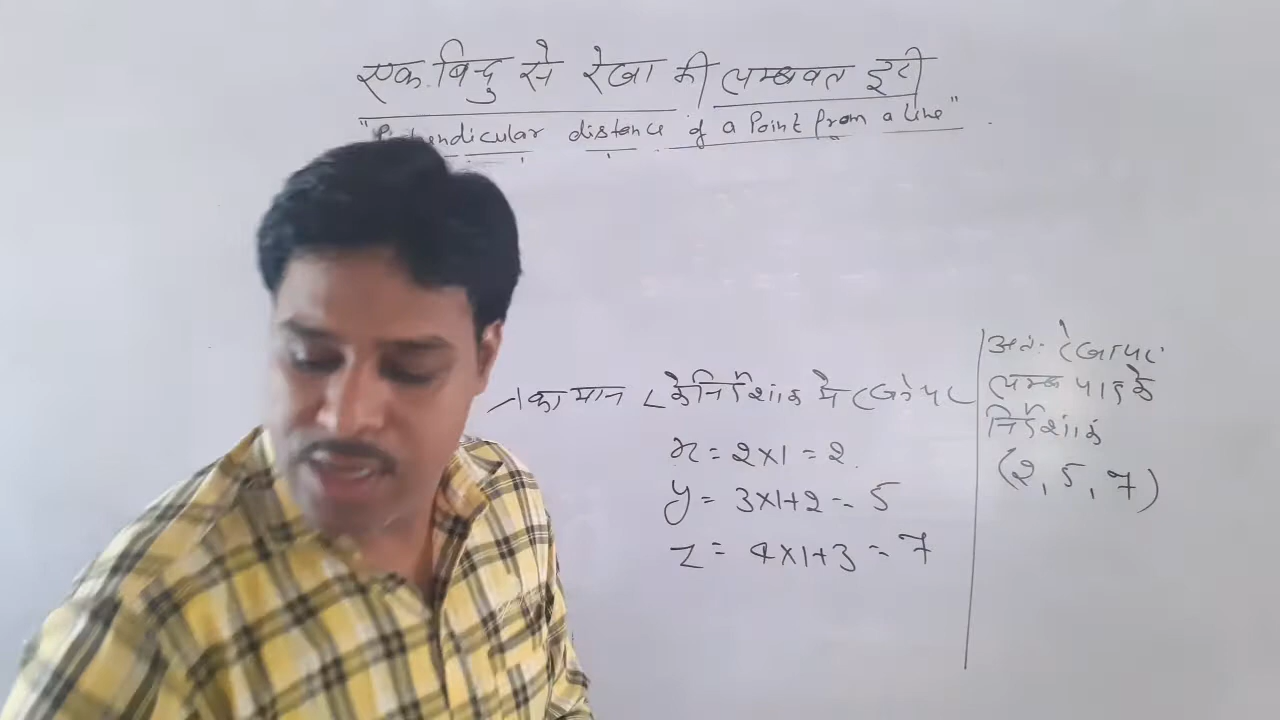 एक बिन्दु से रेखा की लम्बवत दूरी
"Perpendicular distance of a Point from a Line"
का मान L के निर्देशांक में रखने पर
x = 2×1 = 2
y = 3×1+2 = 5
z = 4×1+3 = 7
अतः रेखा पर
लम्ब पाद के
निर्देशांक
(2, 5, 7)